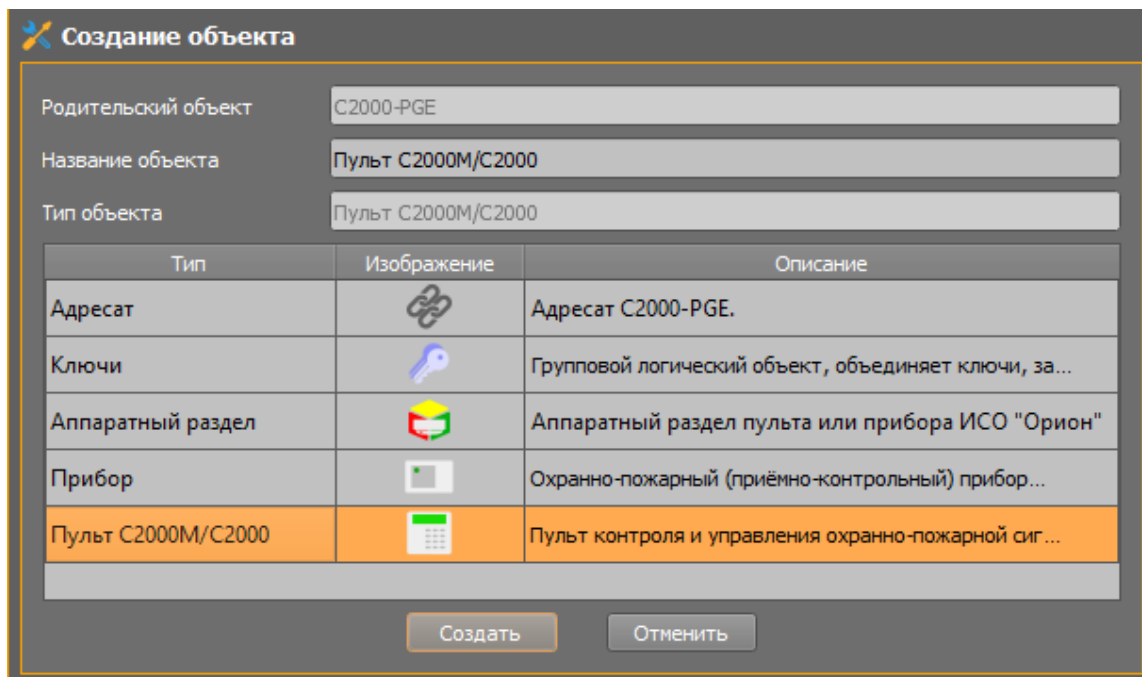 Создание объекта
Родительский объект C2000-PGE
Название объекта Пульт С2000М/С2000
Тип объекта Пульт С2000М/С2000
Тип Изображение Описание
Адресат Адресат С2000-PGE.
Ключи Групповой логический объект, объединяет ключи, за...
Аппаратный раздел Аппаратный раздел пульта или прибора ИСО "Орион"
Прибор Охранно-пожарный (приёмно-контрольный) прибор...
Пульт С2000М/С2000 Пульт контроля и управления охранно-пожарной сиг...
Создать Отменить